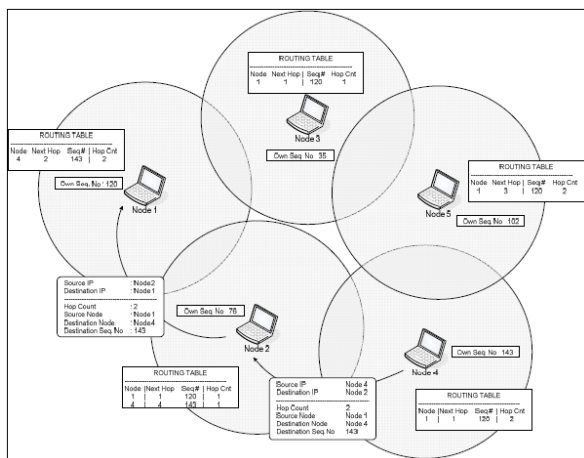 ROUTING TABLE
Node Next Hop | Seq# | Hop Cnt
1 1 | 120 1
Node 3
Own Seq. No 35
ROUTING TABLE
Node Next Hop |Seq# | Hop Cnt
4 2 143 | 2
Own Seq. No : 120
Node 1
ROUTING TABLE
Node Next Hop | Seq# | Hop Cnt
1 3 | 120 2
Node 5
Own Seq. No 102
Source IP : Node2
Destination IP : Node1
Hop Count : 2
Source Node : Node1
Destination Node : Node4
Destination Seq. No : 143
Own Seq No 76
Node 2
ROUTING TABLE
Node |Next Hop Seq# | Hop Cnt
1 | 1 120 | 1
4 | 4 143 | 1
Source IP Node 4
Destination IP Node 2
Hop Count 2
Source Node Node 1
Destination Node Node 4
Destination Seq. No 143
Own Seq No 143
Node 4
ROUTING TABLE
Node |Next Hop | Seq# | Hop Cnt
1 | 1 120 | 2